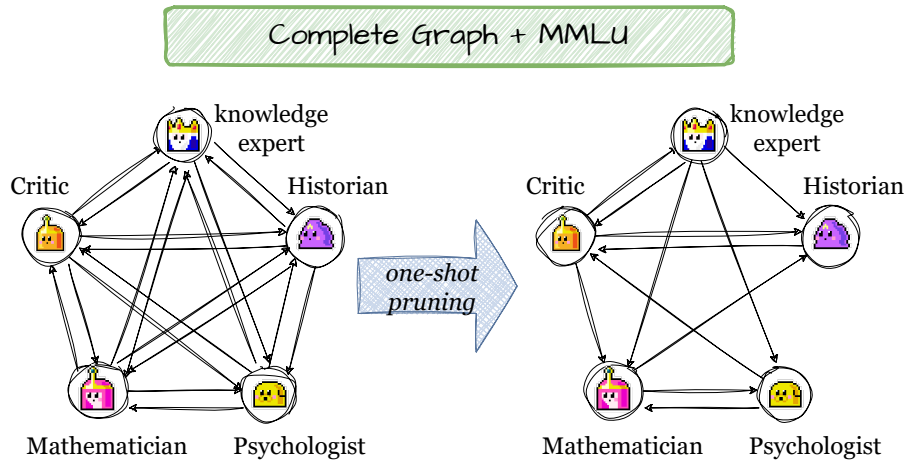 Complete Graph + MMLU
knowledge
expert
Critic
Historian
Mathematician
Psychologist
one-shot
pruning
knowledge
expert
Critic
Historian
Mathematician
Psychologist